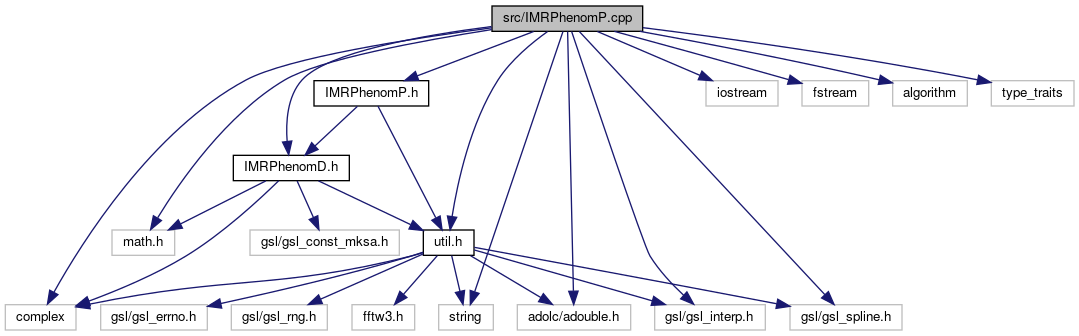 src/IMRPhenomP.cpp
IMRPhenomP.h
iostream
fstream
algorithm
type_traits
IMRPhenomD.h
math.h
gsl/gsl_const_mksa.h
util.h
complex
gsl/gsl_errno.h
gsl/gsl_rng.h
fftw3.h
string
adolc/adouble.h
gsl/gsl_interp.h
gsl/gsl_spline.h